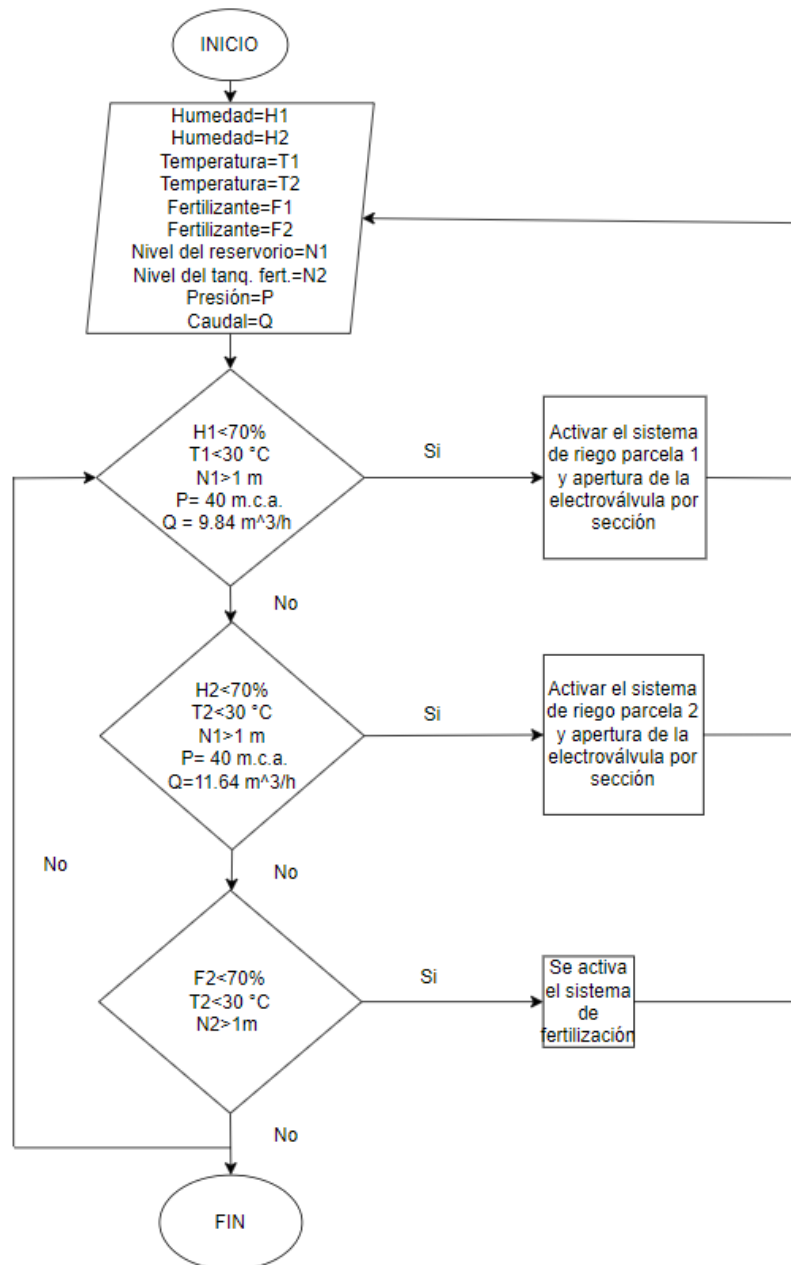 INICIO
Humedad=H1
Humedad=H2
Temperatura=T1
Temperatura=T2
Fertilizante=F1
Fertilizante=F2
Nivel del reservorio=N1
Nivel del tanq. fert.=N2
Presión=P
Caudal=Q
H1<70%
T1<30 °C
N1>1 m
P= 40 m.c.a.
Q = 9.84 m^3/h
Si
Activar el sistema
de riego parcela 1
y apertura de la
electroválvula por
sección
No
H2<70%
T2<30 °C
N1>1 m
P= 40 m.c.a.
Q=11.64 m^3/h
Si
Activar el sistema
de riego parcela 2
y apertura de la
electroválvula por
sección
No
No
F2<70%
T2<30 °C
N2>1m
Si
Se activa
el sistema
de
fertilización
No
FIN